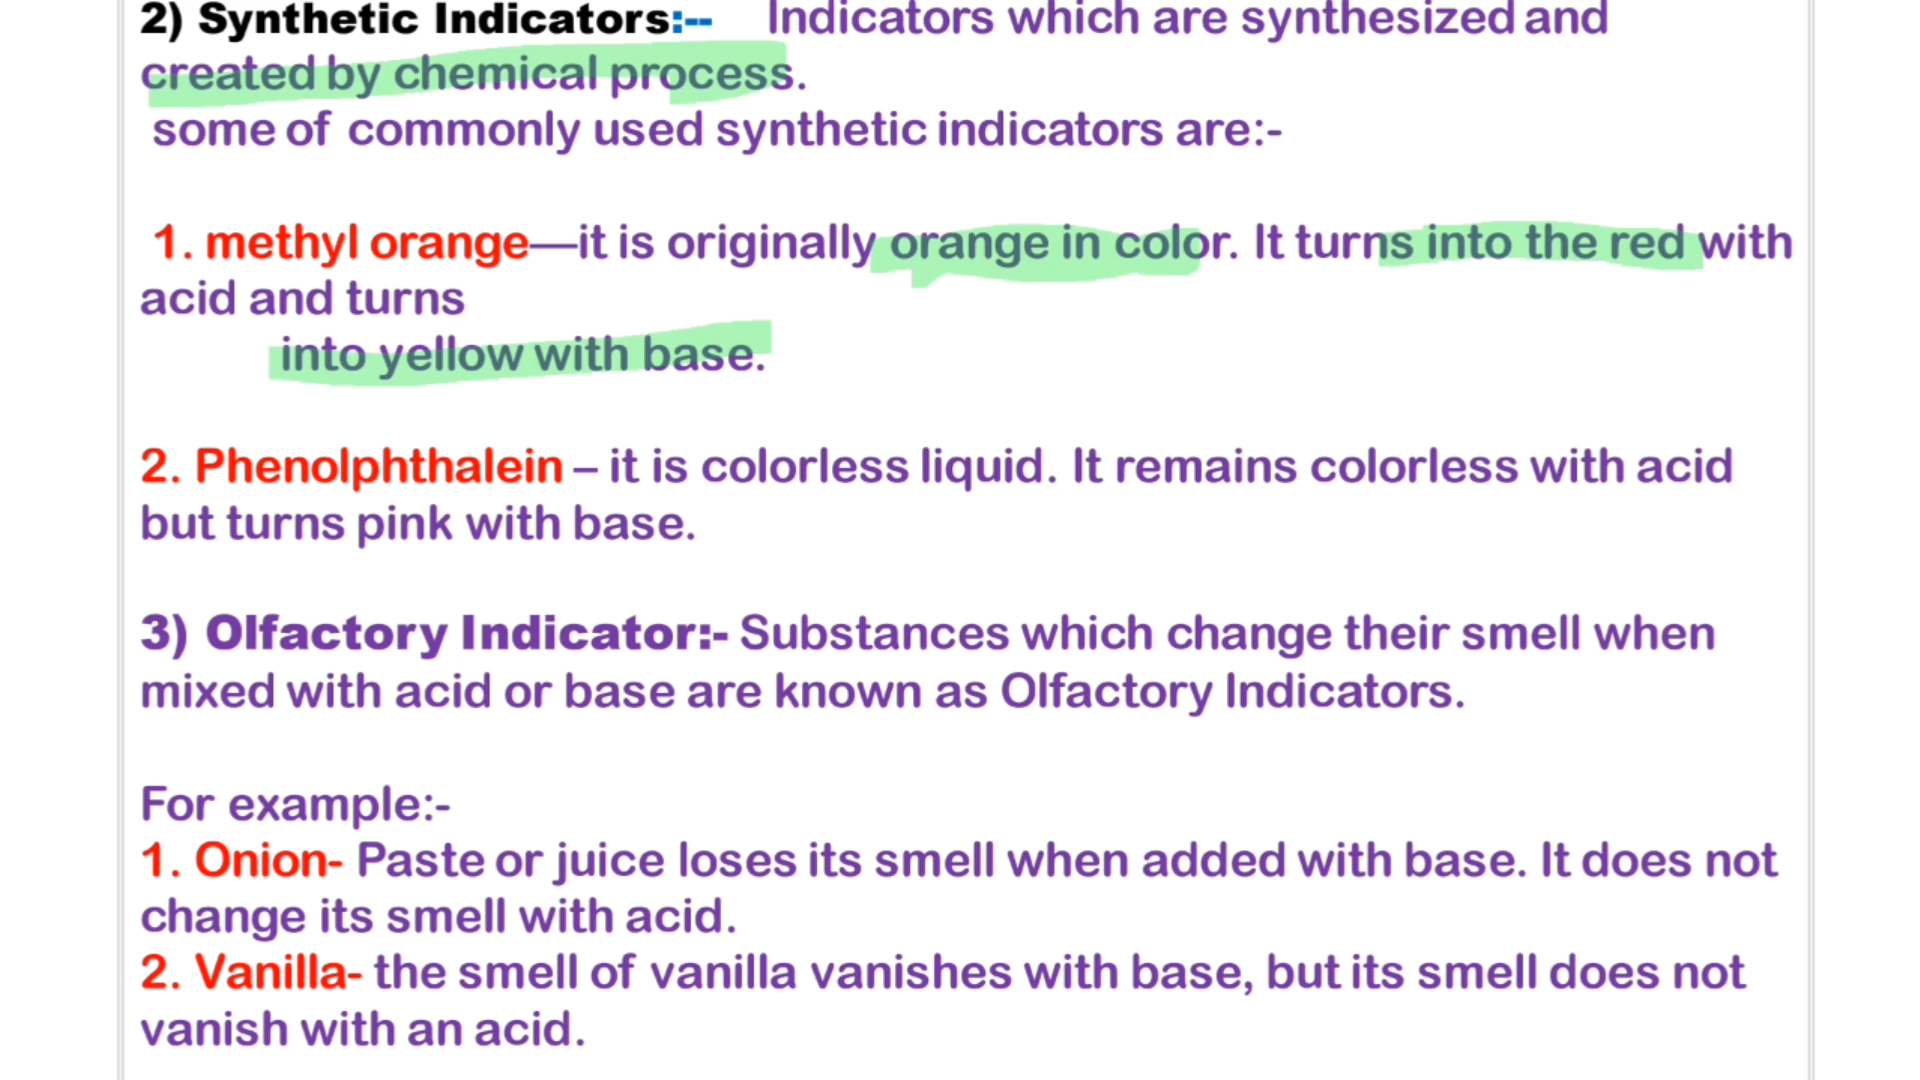 2) Synthetic Indicators:-- Indicators which are synthesized and
created by chemical process.
some of commonly used synthetic indicators are:-
1. methyl orange—it is originally orange in color. It turns into the red with
acid and turns
into yellow with base.
2. Phenolphthalein – it is colorless liquid. It remains colorless with acid
but turns pink with base.
3) Olfactory Indicator:- Substances which change their smell when
mixed with acid or base are known as Olfactory Indicators.
For example:-
1. Onion- Paste or juice loses its smell when added with base. It does not
change its smell with acid.
2. Vanilla- the smell of vanilla vanishes with base, but its smell does not
vanish with an acid.